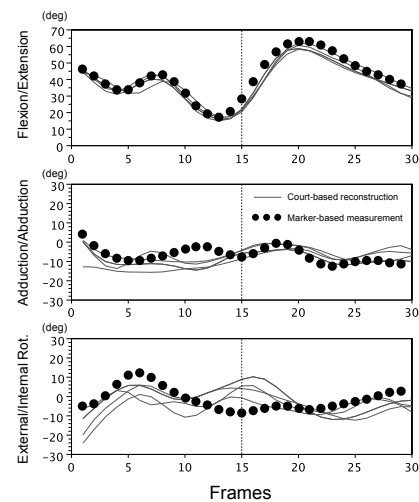 (deg)
Flexion/Extension
70
60
50
40
30
20
10
0
0 5 10 15 20 25 30
(deg)
Adduction/Abduction
30
20
10
0
-10
-20
-30
Court-based reconstruction
Marker-based measurement
0 5 10 15 20 25 30
(deg)
External/Internal Rot.
30
20
10
0
-10
-20
-30
0 5 10 15 20 25 30
Frames